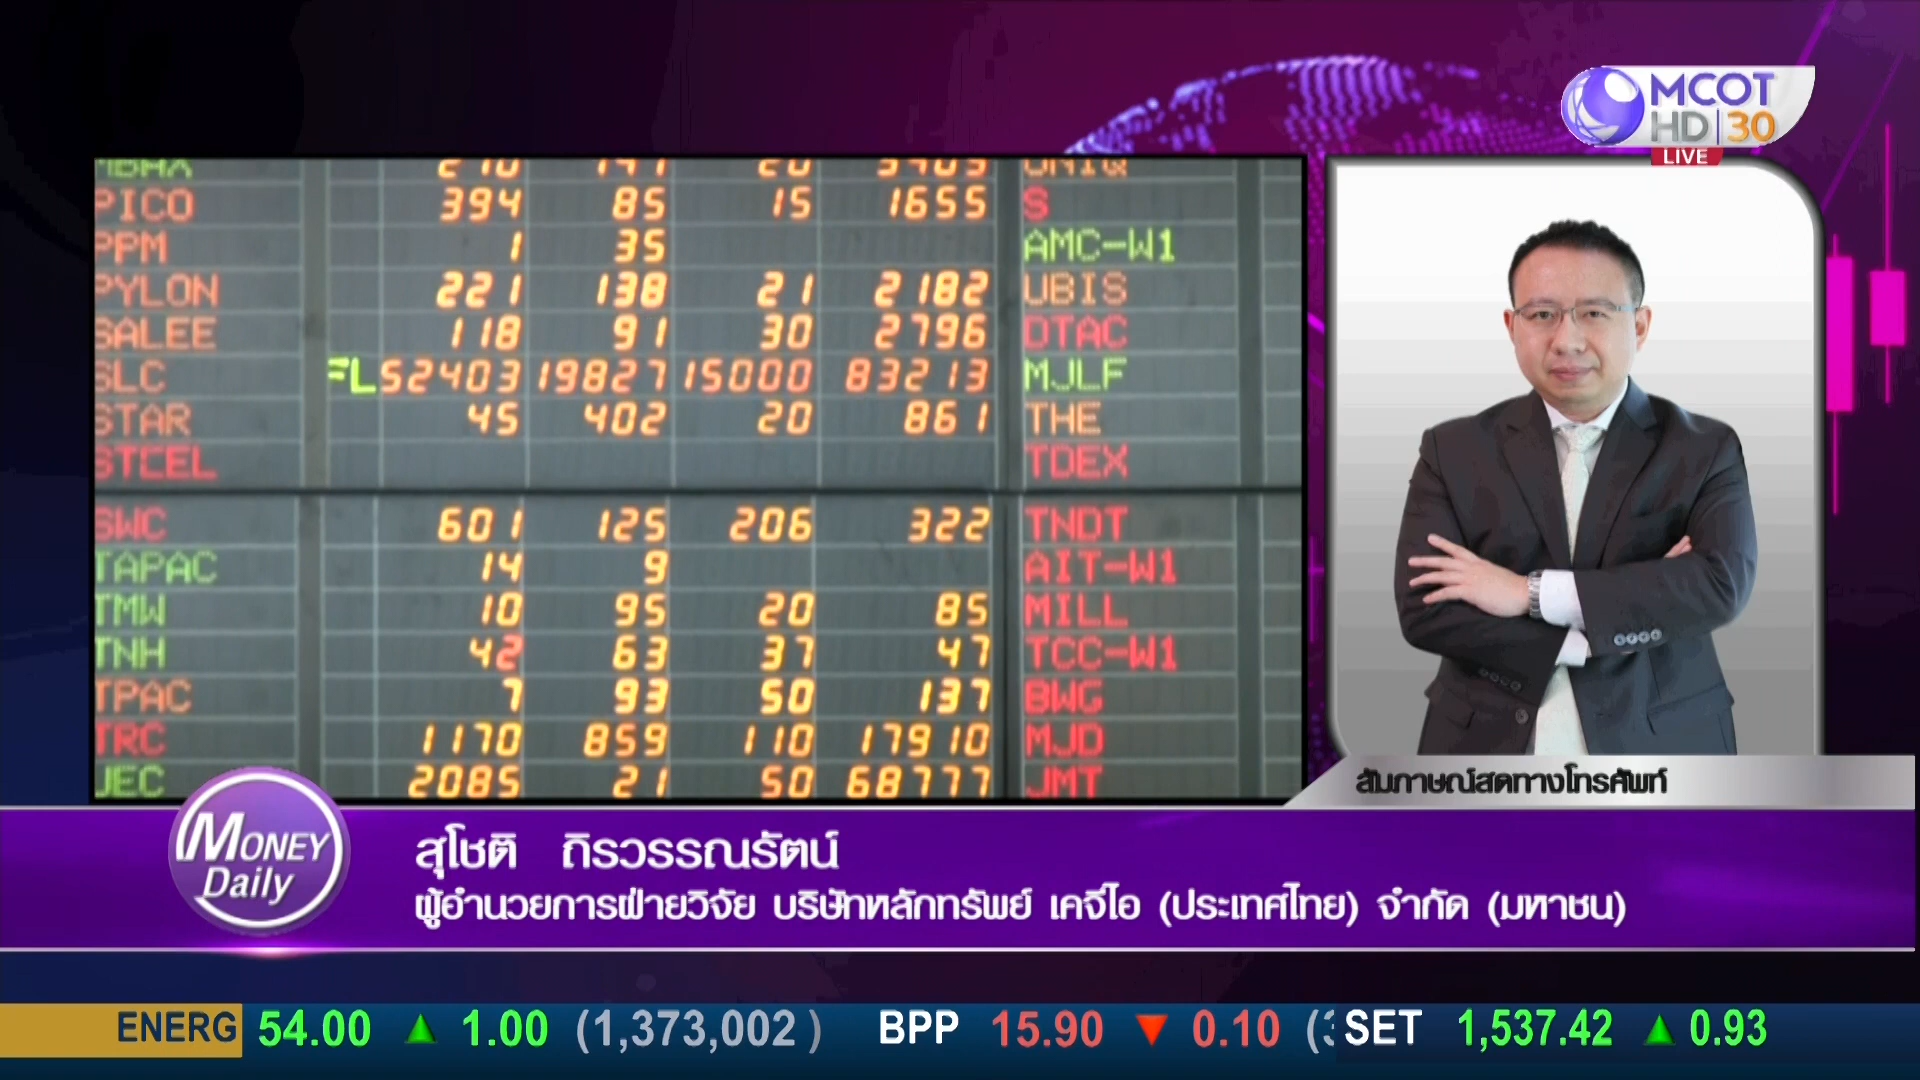 MCOT
HD 30
LIVE
PICO 394 85 15 1655 S
PPM 1 35 AMC-W1
PYLON 221 138 21 2182 UBIS
SALEE 118 91 30 2796 DTAC
SLC L52403 19827 15000 83213 MJLF
STAR 45 402 20 861 THE
STCEL TDEX
SWC 601 125 206 322 TNDT
TAPAC 14 9 AIT-W1
TMW 10 95 20 85 MILL
TNH 42 63 37 47 TCC-W1
TPAC 7 93 50 137 BWG
TRC 1170 859 110 17910 MJD
JEC 2085 21 50 68777 JMT
สัมภาษณ์สดทางโทรศัพท์
MONEY
Daily
สุโชติ ถิรวรรณรัตน์
ผู้อำนวยการฝ่ายวิจัย บริษัทหลักทรัพย์ เคจีไอ (ประเทศไทย) จำกัด (มหาชน)
ENERG 54.00 ▲ 1.00 (1,373,002 ) BPP 15.90 ▼ 0.10 SET 1,537.42 ▲ 0.93